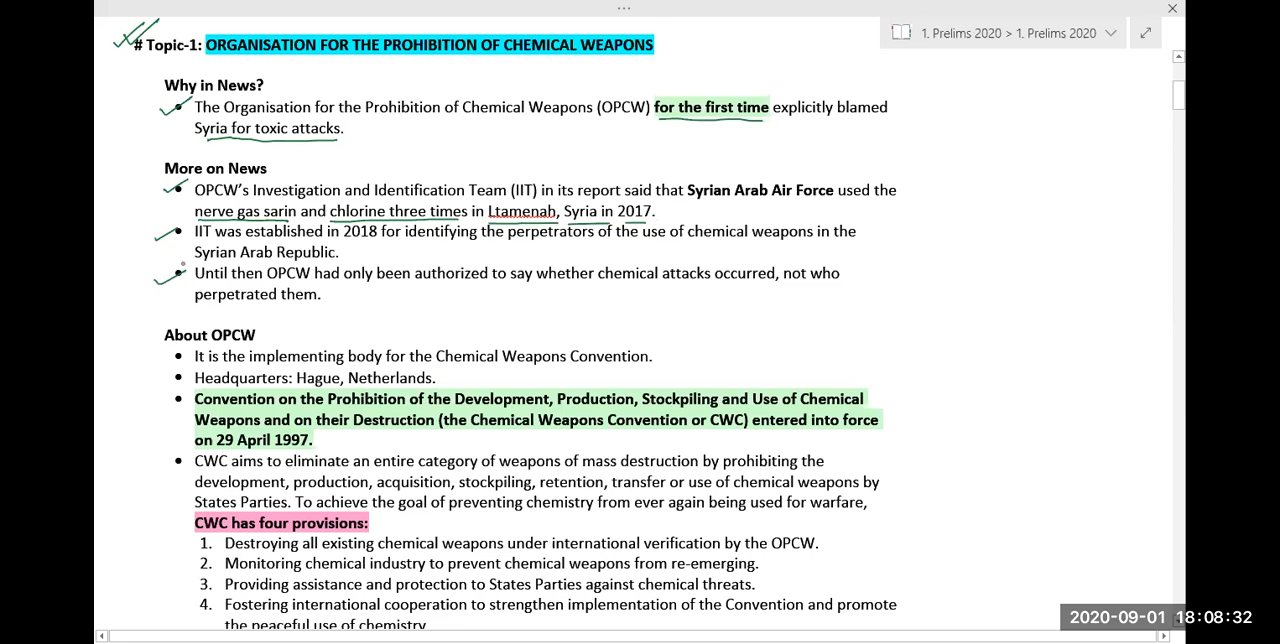 # Topic-1: ORGANISATION FOR THE PROHIBITION OF CHEMICAL WEAPONS
1. Prelims 2020 > 1. Prelims 2020
Why in News?
• The Organisation for the Prohibition of Chemical Weapons (OPCW) for the first time explicitly blamed
Syria for toxic attacks.
More on News
• OPCW's Investigation and Identification Team (IIT) in its report said that Syrian Arab Air Force used the
nerve gas sarin and chlorine three times in Ltamenah, Syria in 2017.
• IIT was established in 2018 for identifying the perpetrators of the use of chemical weapons in the
Syrian Arab Republic.
• Until then OPCW had only been authorized to say whether chemical attacks occurred, not who
perpetrated them.
About OPCW
• It is the implementing body for the Chemical Weapons Convention.
• Headquarters: Hague, Netherlands.
• Convention on the Prohibition of the Development, Production, Stockpiling and Use of Chemical
Weapons and on their Destruction (the Chemical Weapons Convention or CWC) entered into force
on 29 April 1997.
• CWC aims to eliminate an entire category of weapons of mass destruction by prohibiting the
development, production, acquisition, stockpiling, retention, transfer or use of chemical weapons by
States Parties. To achieve the goal of preventing chemistry from ever again being used for warfare,
CWC has four provisions:
1. Destroying all existing chemical weapons under international verification by the OPCW.
2. Monitoring chemical industry to prevent chemical weapons from re-emerging.
3. Providing assistance and protection to States Parties against chemical threats.
4. Fostering international cooperation to strengthen implementation of the Convention and promote
the peaceful use of chemistry
2020-09-01 18:08:32